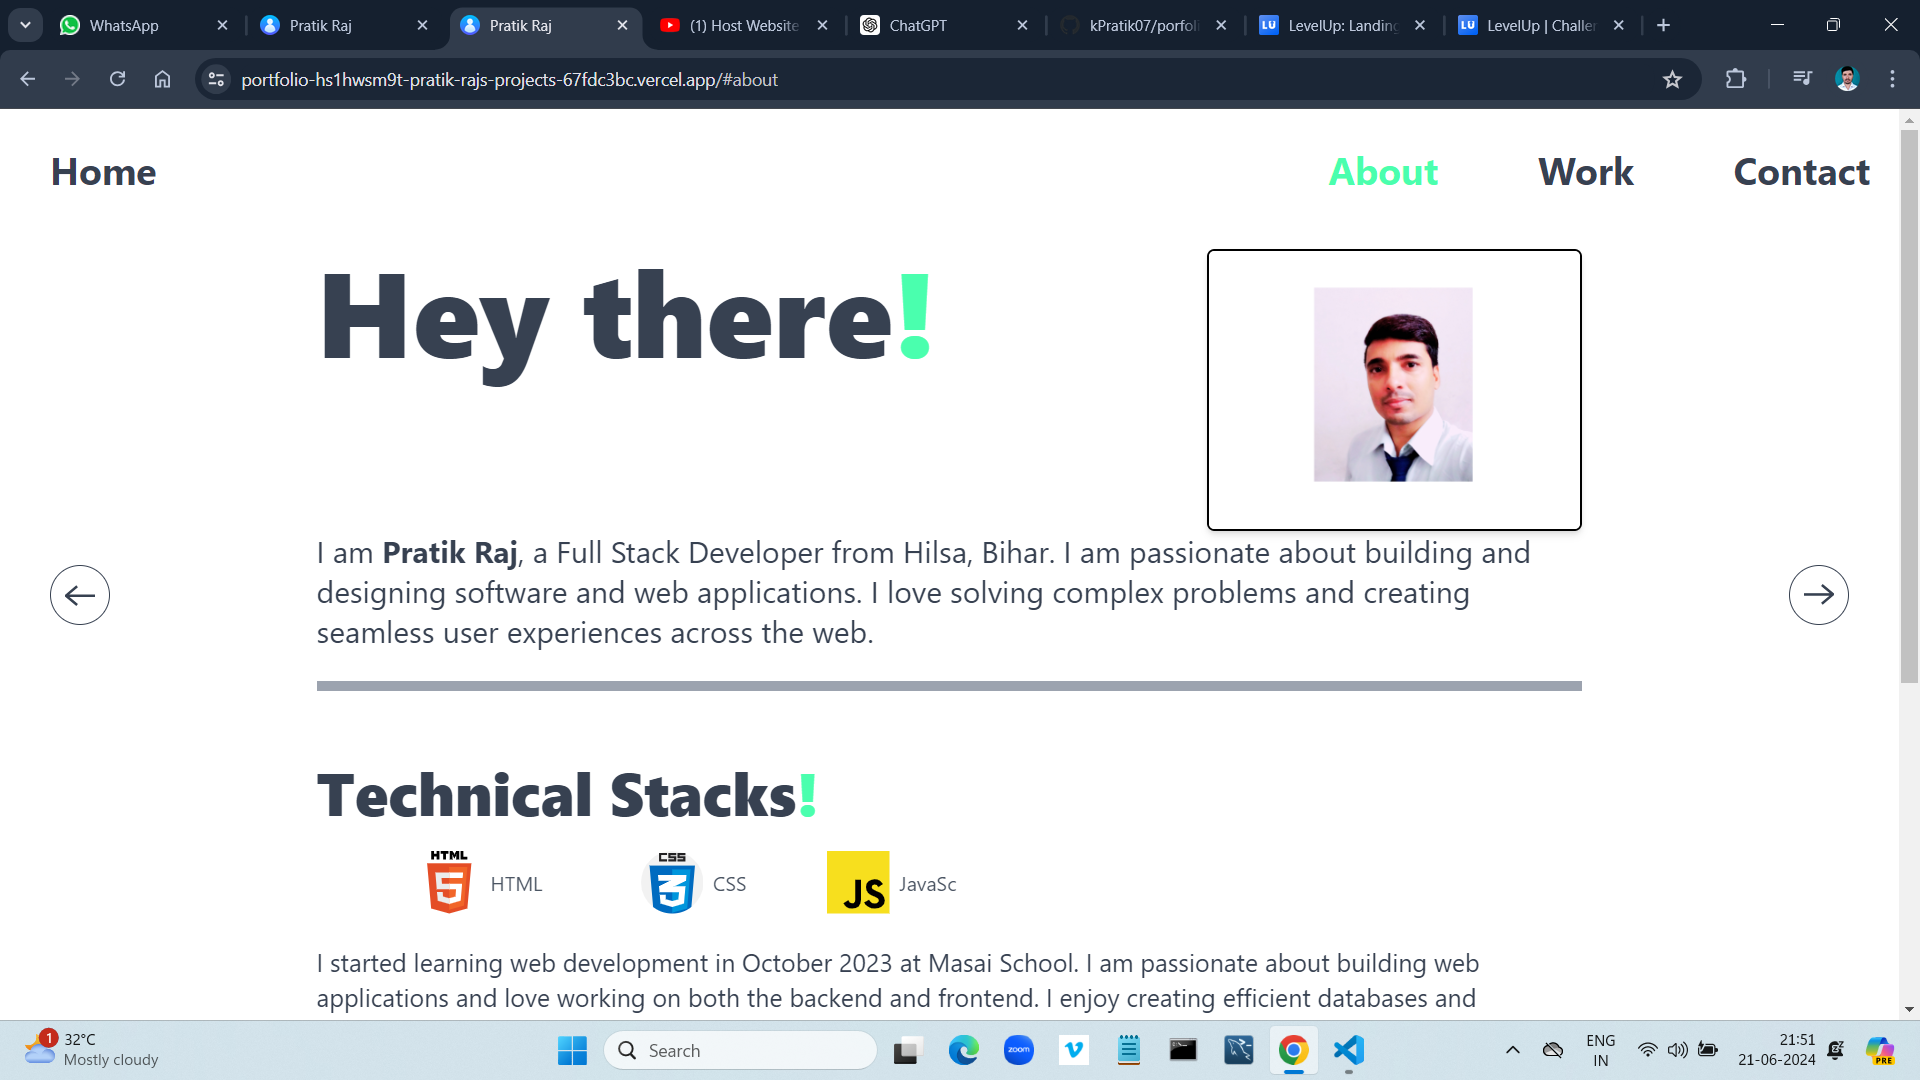 WhatsApp
Pratik Raj
Pratik Raj
(1) Host Website
ChatGPT
kPratik07/porfoli
LU LevelUp: Landing
LU LevelUp | Challen
portfolio-hs1hwsm9t-pratik-rajs-projects-67fdc3bc.vercel.app/#about
Home
About
Work
Contact
Hey there!
I am Pratik Raj, a Full Stack Developer from Hilsa, Bihar. I am passionate about building and
designing software and web applications. I love solving complex problems and creating
seamless user experiences across the web.
Technical Stacks!
HTML
5
HTML
CSS
3
CSS
JS
JavaSc
I started learning web development in October 2023 at Masai School. I am passionate about building web
applications and love working on both the backend and frontend. I enjoy creating efficient databases and
1
32°C
Mostly cloudy
Search
zoom
ENG
IN
21:51
21-06-2024
PRE